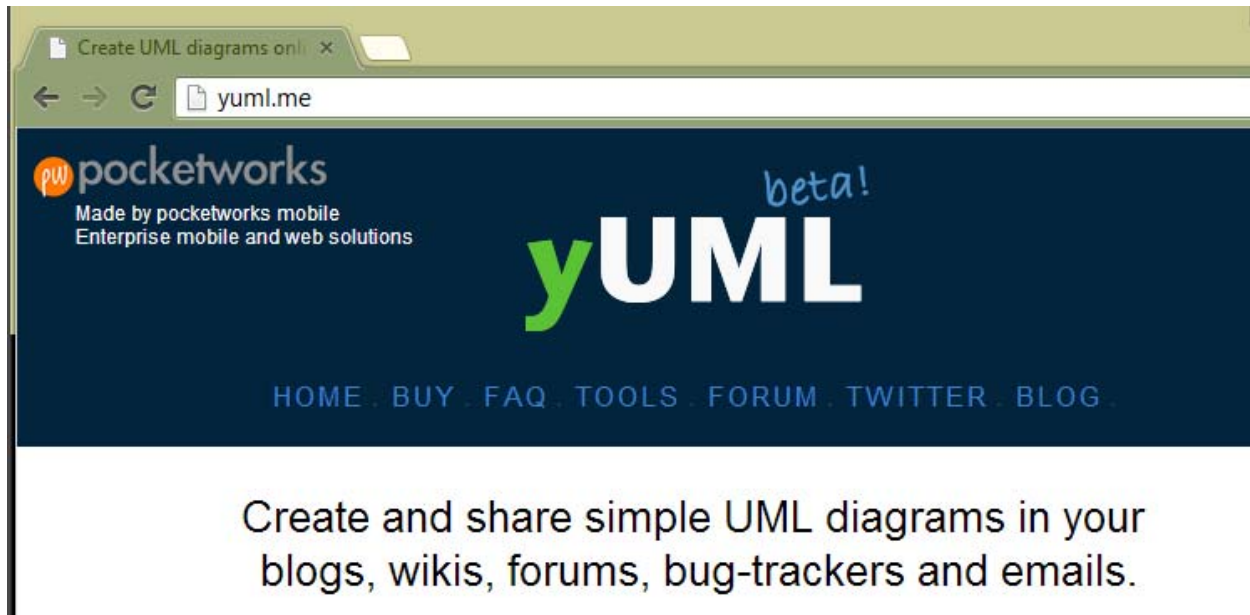 Create UML diagrams onli
yuml.me
pw pocketworks
Made by pocketworks mobile
Enterprise mobile and web solutions
beta!
yUML
HOME . BUY . FAQ . TOOLS . FORUM . TWITTER . BLOG .
Create and share simple UML diagrams in your
blogs, wikis, forums, bug-trackers and emails.